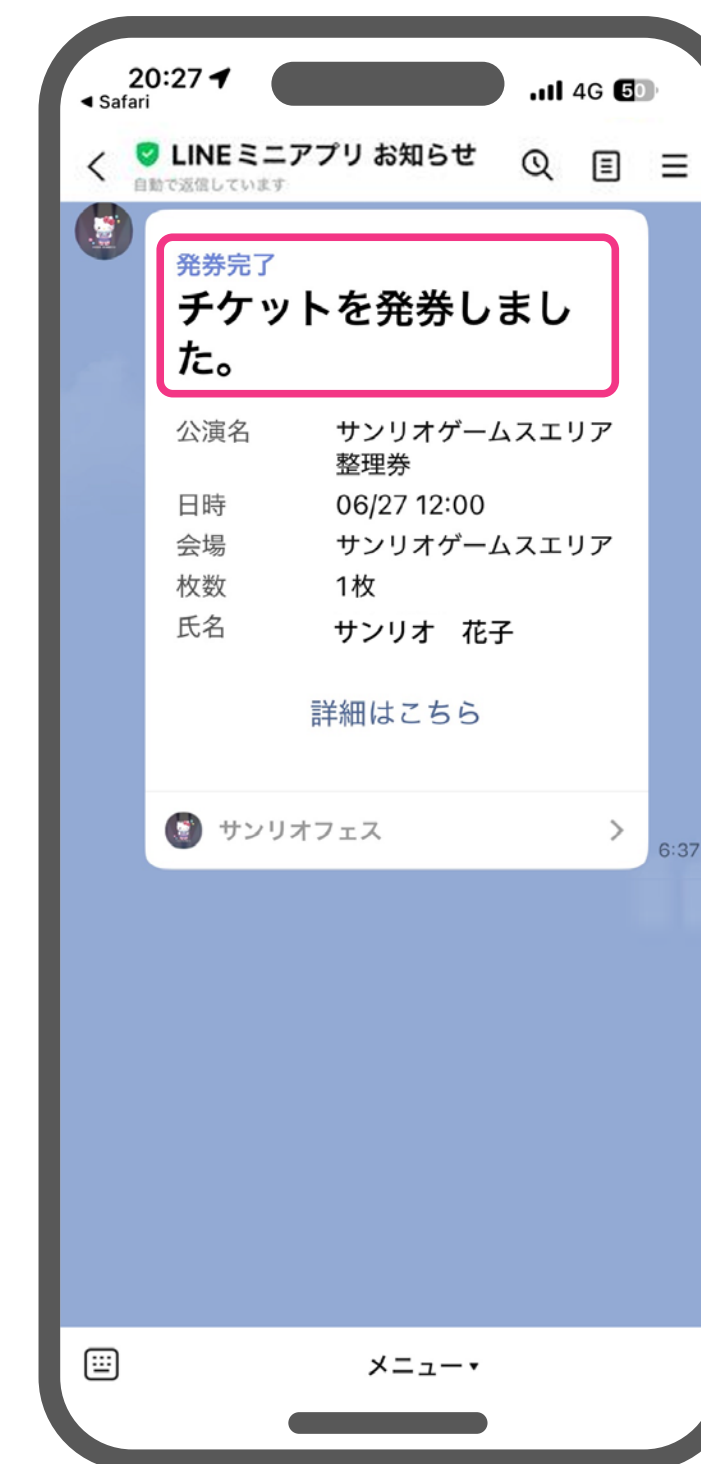 20:27
◀ Safari
4G 50
LINEミニアプリ お知らせ
自動で返信しています
発券完了
チケットを発券しまし
た。
公演名 サンリオゲームスエリア
整理券
日時 06/27 12:00
会場 サンリオゲームスエリア
枚数 1枚
氏名 サンリオ 花子
詳細はこちら
サンリオフェス
6:37
メニュー▾